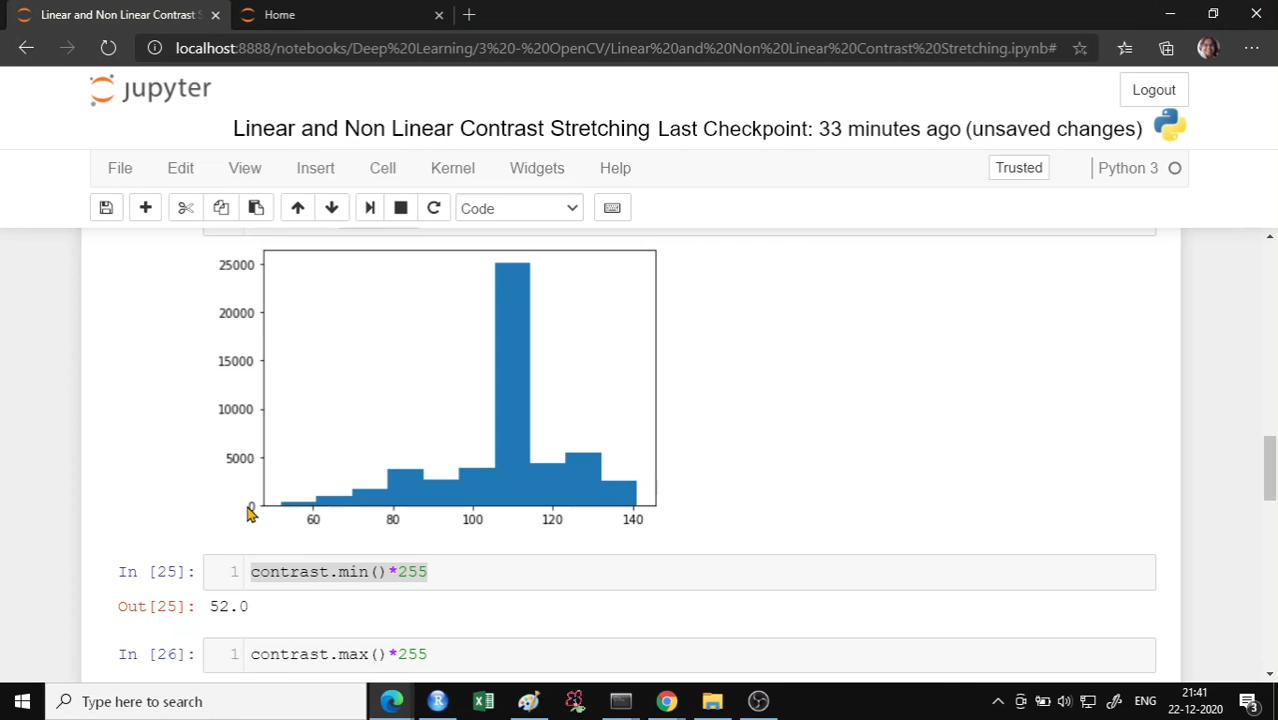 Linear and Non Linear Contrast S
Home
localhost:8888/notebooks/Deep%20Learning/3%20-%20OpenCV/Linear%20and%20Non%20Linear%20Contrast%20Stretching.ipynb#
jupyter
Logout
Linear and Non Linear Contrast Stretching Last Checkpoint: 33 minutes ago (unsaved changes)
File Edit View Insert Cell Kernel Widgets Help
Trusted
Python 3
Code
25000
20000
15000
10000
5000
0
60 80 100 120 140
In [25]: 1 contrast.min()*255
Out[25]: 52.0
In [26]: 1 contrast.max()*255
Type here to search
ENG
21:41
22-12-2020
3